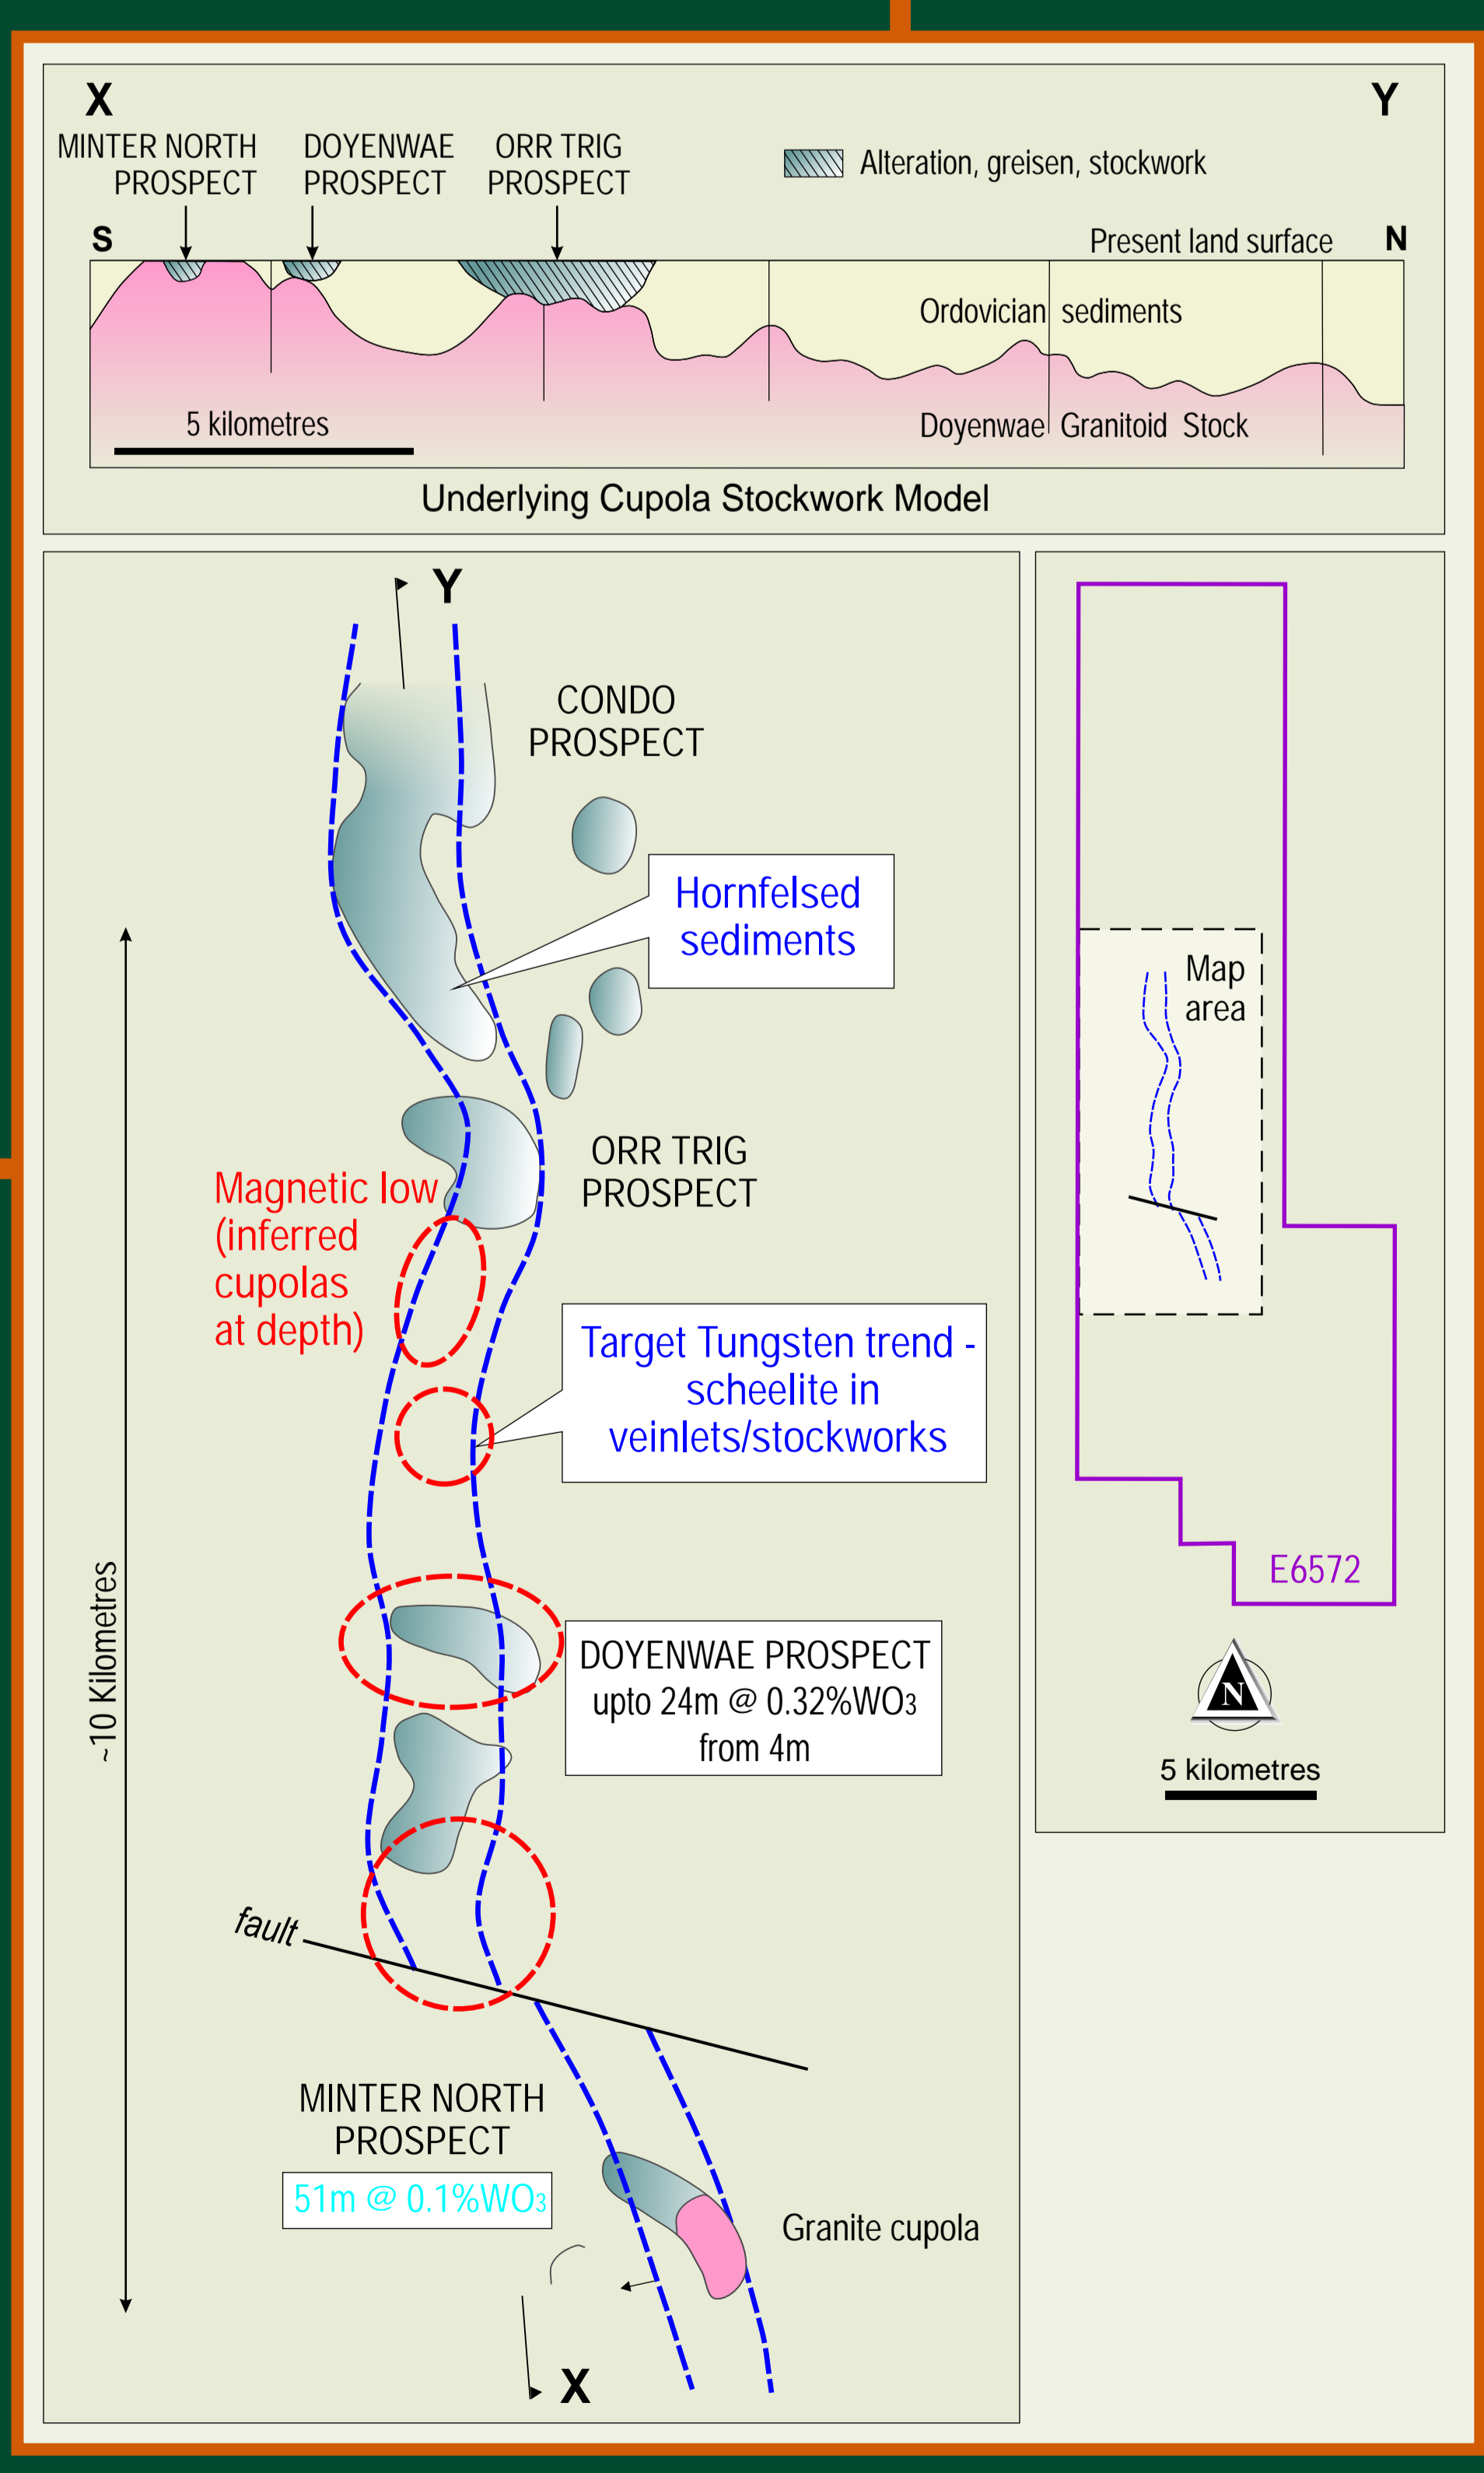 X
Y
MINTER NORTH
PROSPECT
DOYENWAE
PROSPECT
ORR TRIG
PROSPECT
Alteration, greisen, stockwork
S
Present land surface
N
Ordovician sediments
5 kilometres
Doyenwae Granitoid Stock
Underlying Cupola Stockwork Model
Y
CONDO
PROSPECT
Hornfelsed
sediments
ORR TRIG
PROSPECT
Magnetic low
(inferred
cupolas
at depth)
Target Tungsten trend -
scheelite in
veinlets/stockworks
~10 Kilometres
DOYENWAE PROSPECT
upto 24m @ 0.32%WO3
from 4m
fault
MINTER NORTH
PROSPECT
51m @ 0.1%WO3
Granite cupola
X
Map
area
E6572
N
5 kilometres